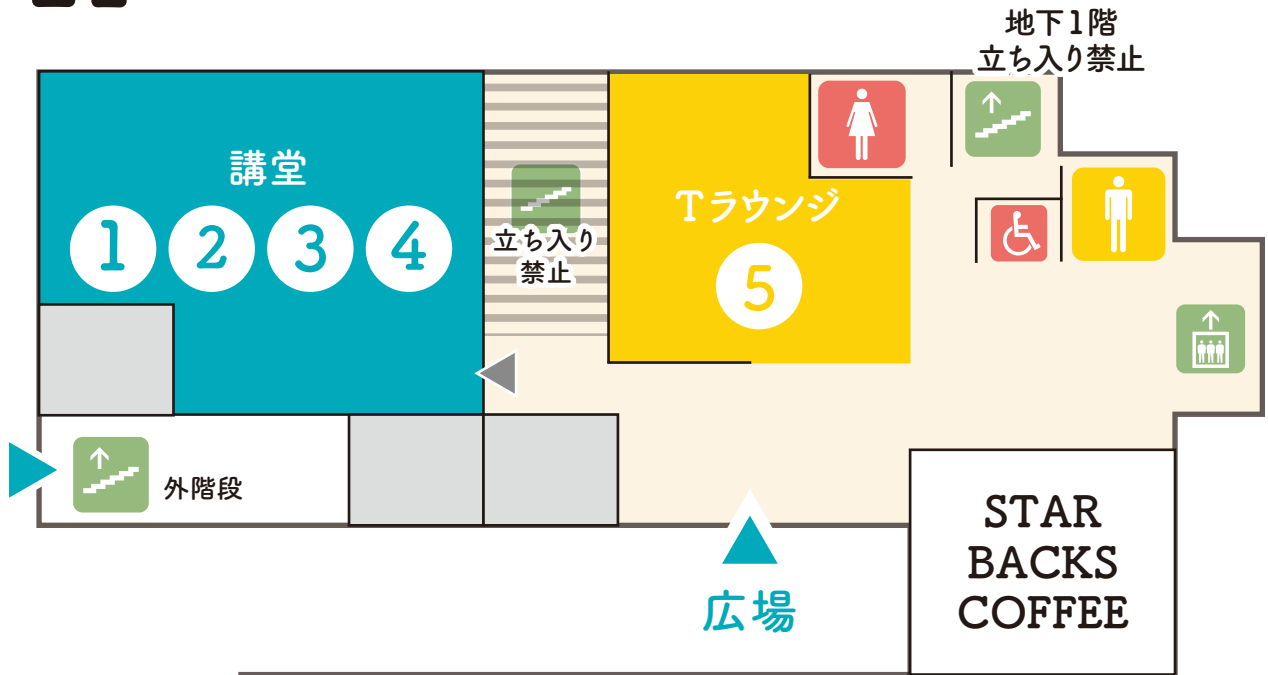 地下1階
立ち入り禁止
講堂
1 2 3 4
立ち入り
禁止
Tラウンジ
5
外階段
広場
STAR
BACKS
COFFEE